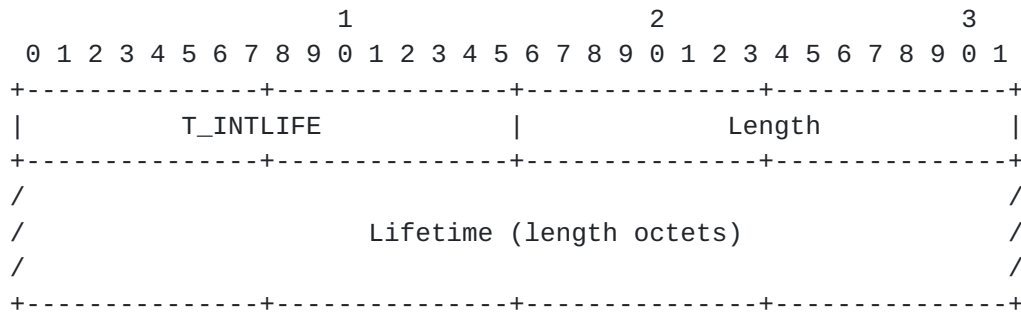 1                   2                   3
 0 1 2 3 4 5 6 7 8 9 0 1 2 3 4 5 6 7 8 9 0 1 2 3 4 5 6 7 8 9 0 1
+---------------+---------------+---------------+---------------+
|          T_INTLIFE            |             Length            |
+---------------+---------------+---------------+---------------+
/                                                               /
/                      Lifetime (length octets)                 /
/                                                               /
+---------------+---------------+---------------+---------------+